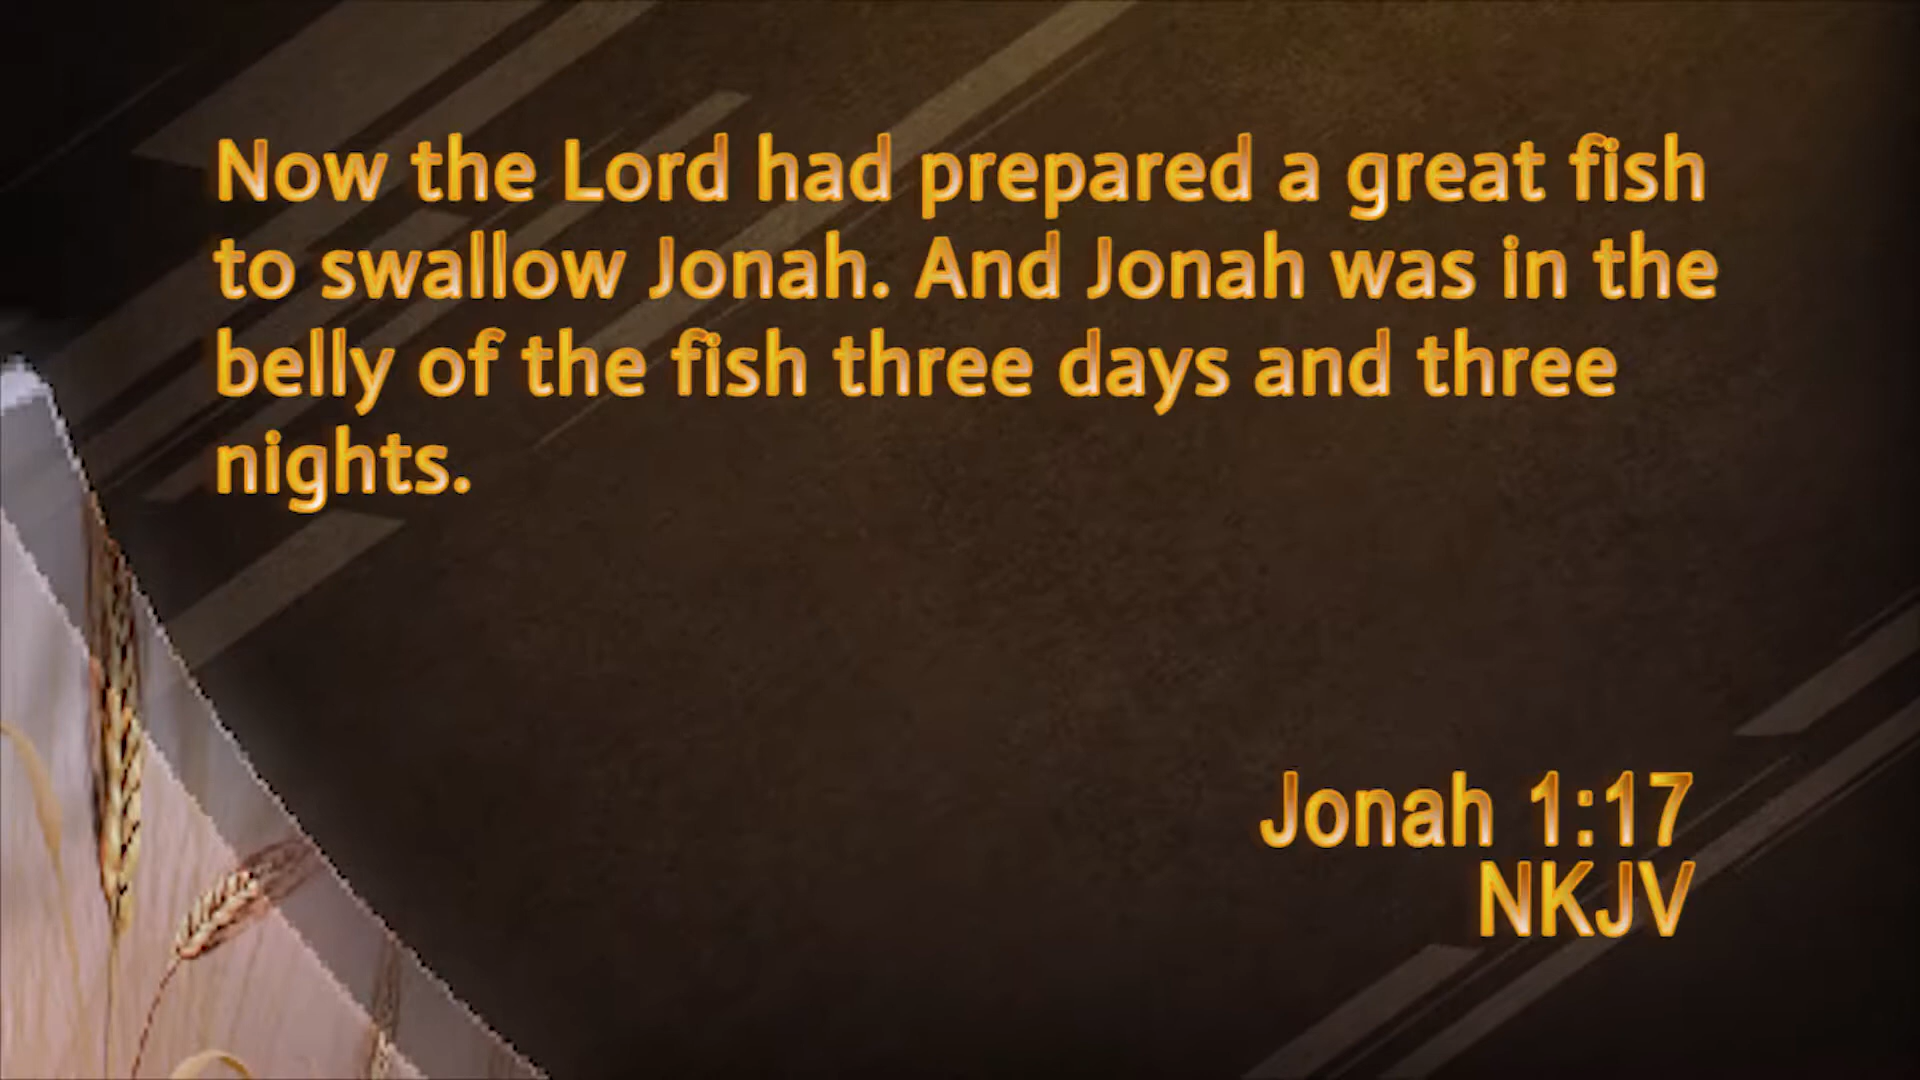 Now the Lord had prepared a great fish
to swallow Jonah. And Jonah was in the
belly of the fish three days and three
nights.
Jonah 1:17
NKJV